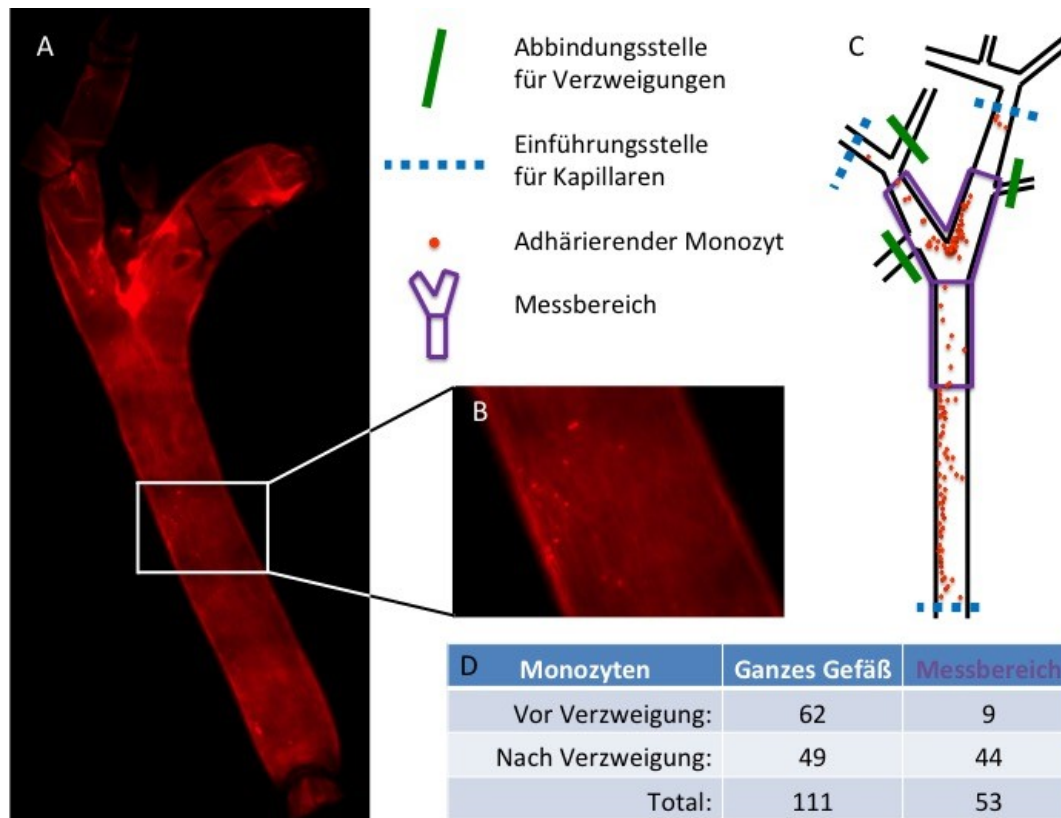 A
Abbindungsstelle
für Verzweigungen
Einführungsstelle
für Kapillaren
Adhärierender Monozyt
Messbereich
C
B
D Monozyten Ganzes Gefäß Messbereich
Vor Verzweigung: 62 9
Nach Verzweigung: 49 44
Total: 111 53